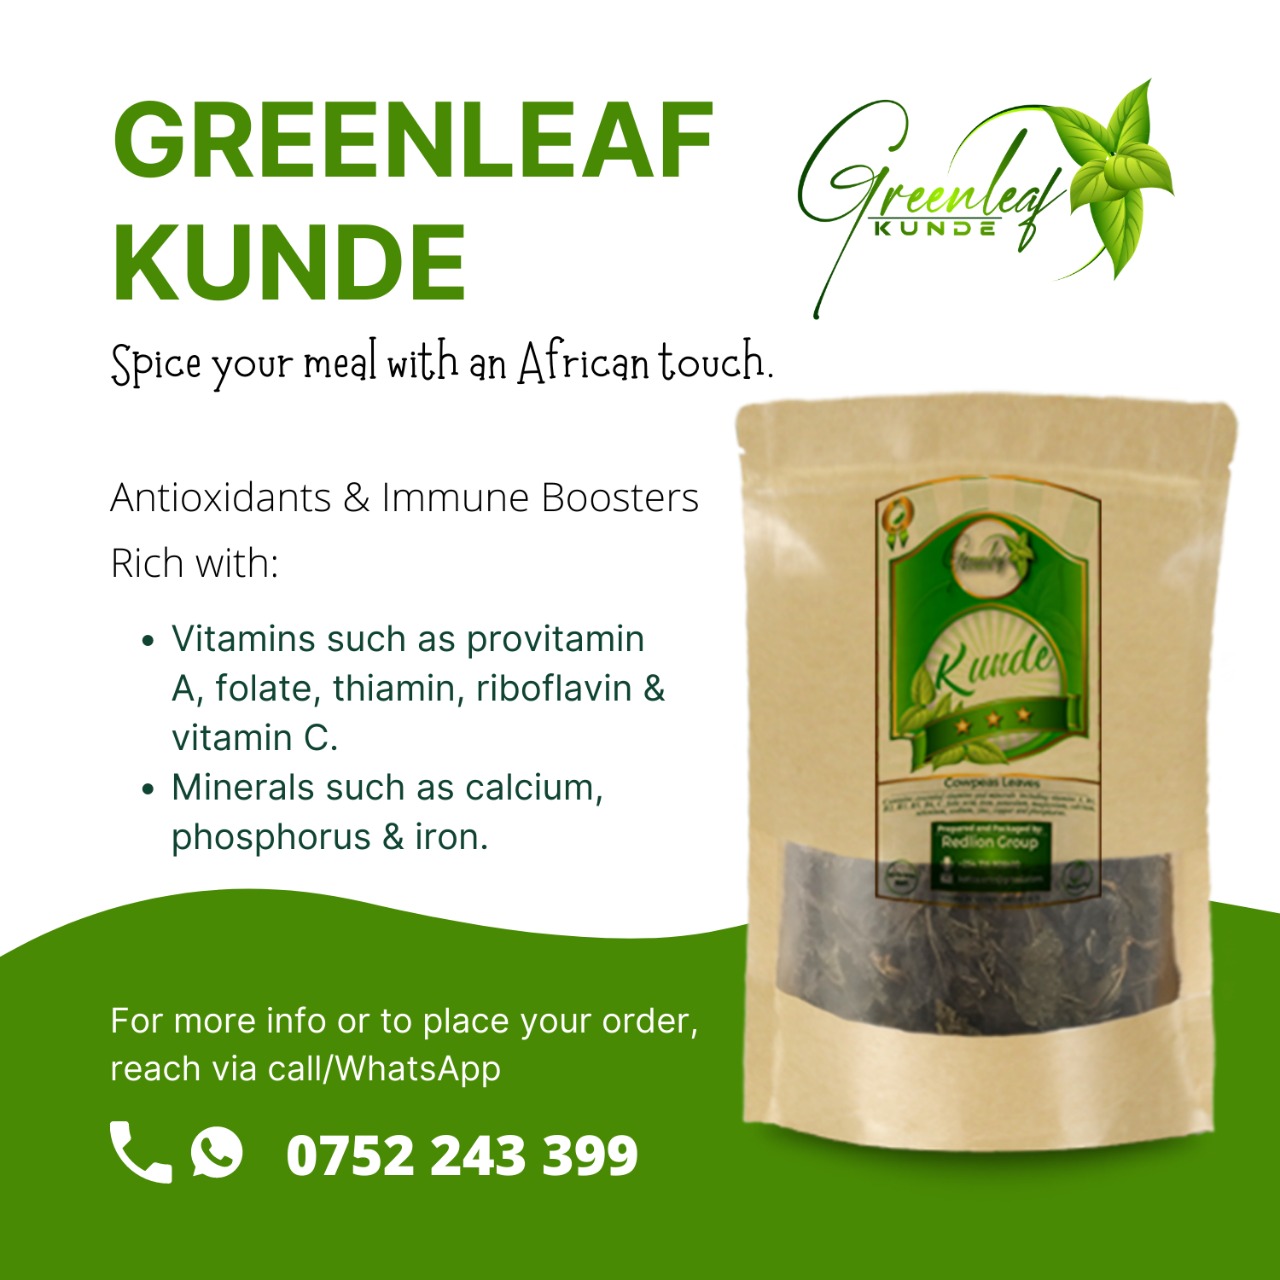 GREENLEAF
KUNDE
Greenleaf
KUNDE
Spice your meal with an African touch.
Antioxidants & Immune Boosters
Rich with:
• Vitamins such as provitamin
A, folate, thiamin, riboflavin &
vitamin C.
• Minerals such as calcium,
phosphorus & iron.
Kunde
Cowpeas Leaves
Prepared and Packaged by:
Redlion Group
For more info or to place your order,
reach via call/WhatsApp
0752 243 399